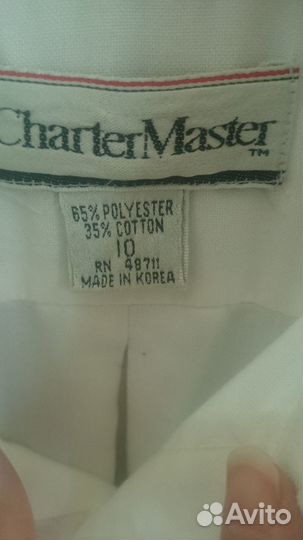 CharterMaster
TM
65% POLYESTER
35% COTTON
10
RN 48711
MADE IN KOREA
Avito